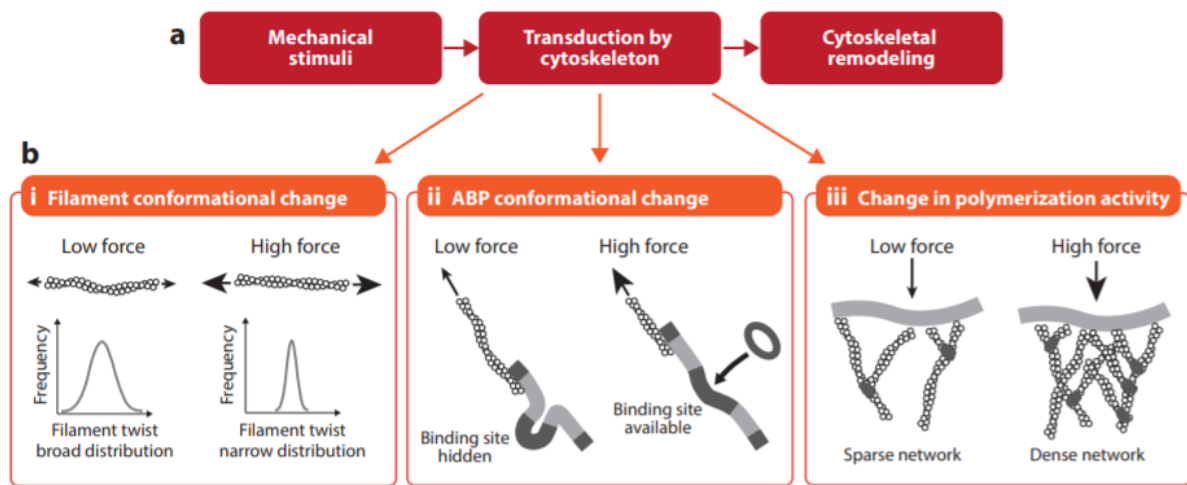 a
Mechanical
stimuli
Transduction by
cytoskeleton
Cytoskeletal
remodeling
b
i Filament conformational change
Low force
High force
Frequency
Filament twist
broad distribution
Frequency
Filament twist
narrow distribution
ii ABP conformational change
Low force
High force
Binding site
hidden
Binding site
available
iii Change in polymerization activity
Low force
High force
Sparse network
Dense network